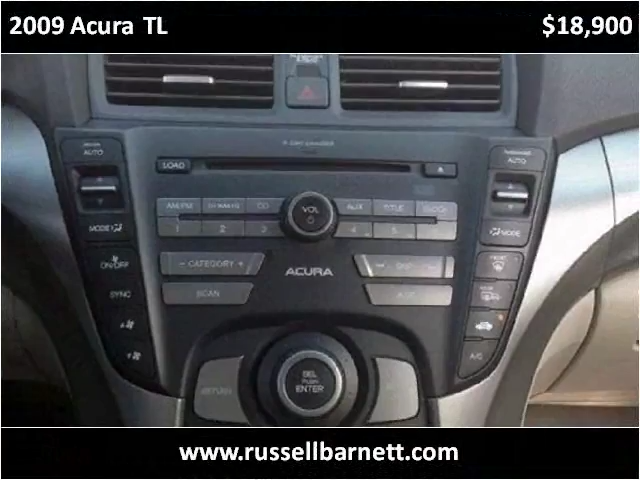 2009 Acura TL
$18,900
LOAD
AUTO
AUTO
VOL
AM/FM
CD
AUX
TITLE
1
2
3
4
5
MODE
MODE
ON/OFF
- CATEGORY +
ACURA
SYNC
SCAN
A/C
SEL
PUSH
ENTER
RETURN
www.russellbarnett.com